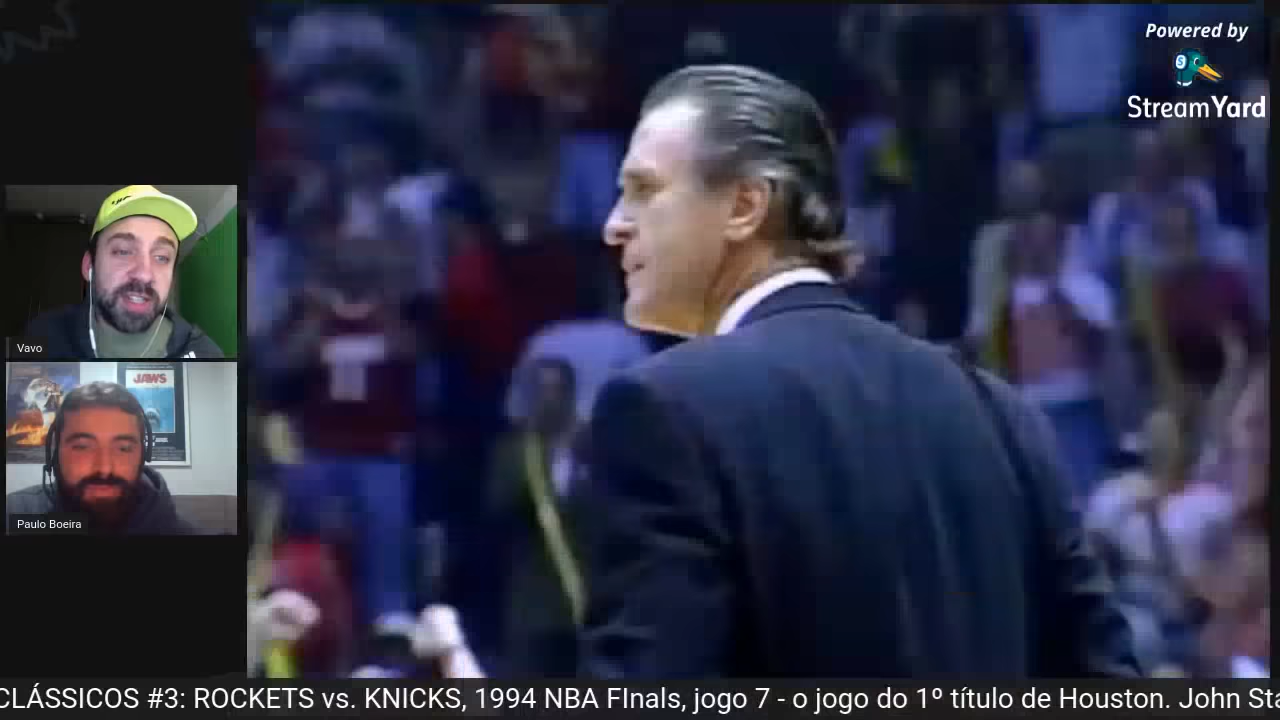 Powered by
StreamYard
Vavo
JAWS
Paulo Boeira
CLÁSSICOS #3: ROCKETS vs. KNICKS, 1994 NBA FInals, jogo 7 - o jogo do 1º título de Houston. John Sta